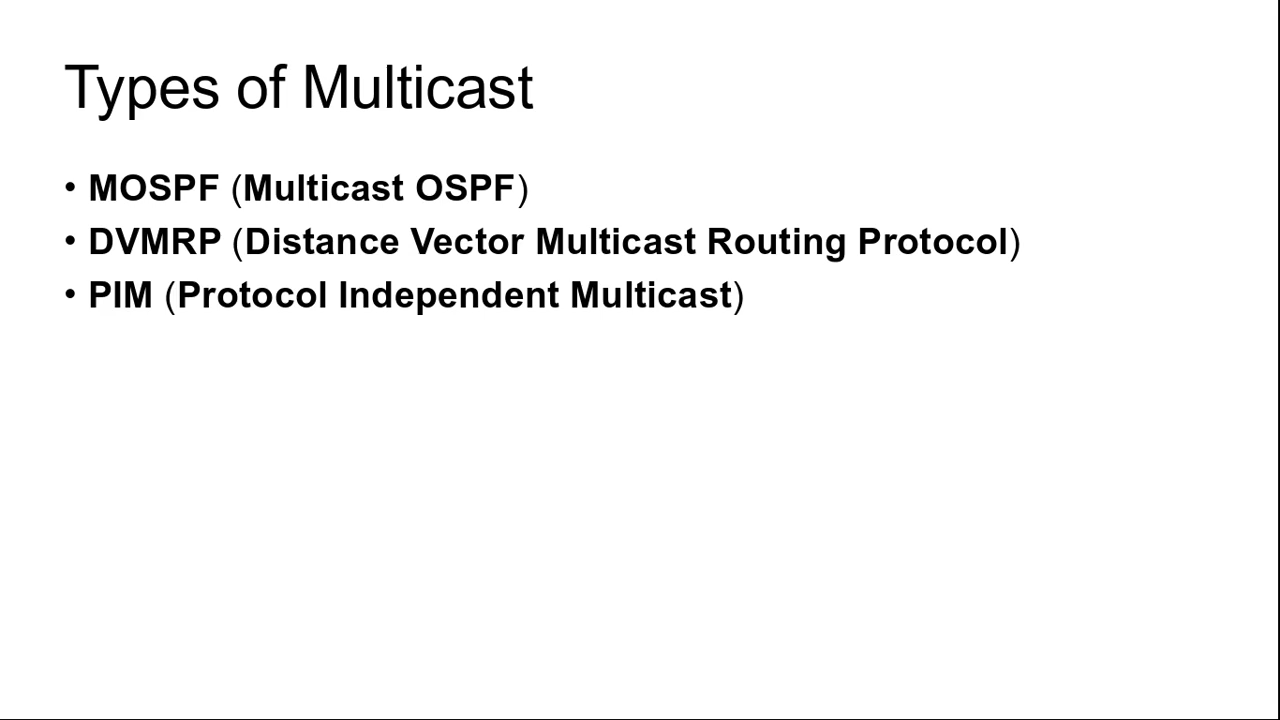 Types of Multicast
• MOSPF (Multicast OSPF)
• DVMRP (Distance Vector Multicast Routing Protocol)
• PIM (Protocol Independent Multicast)